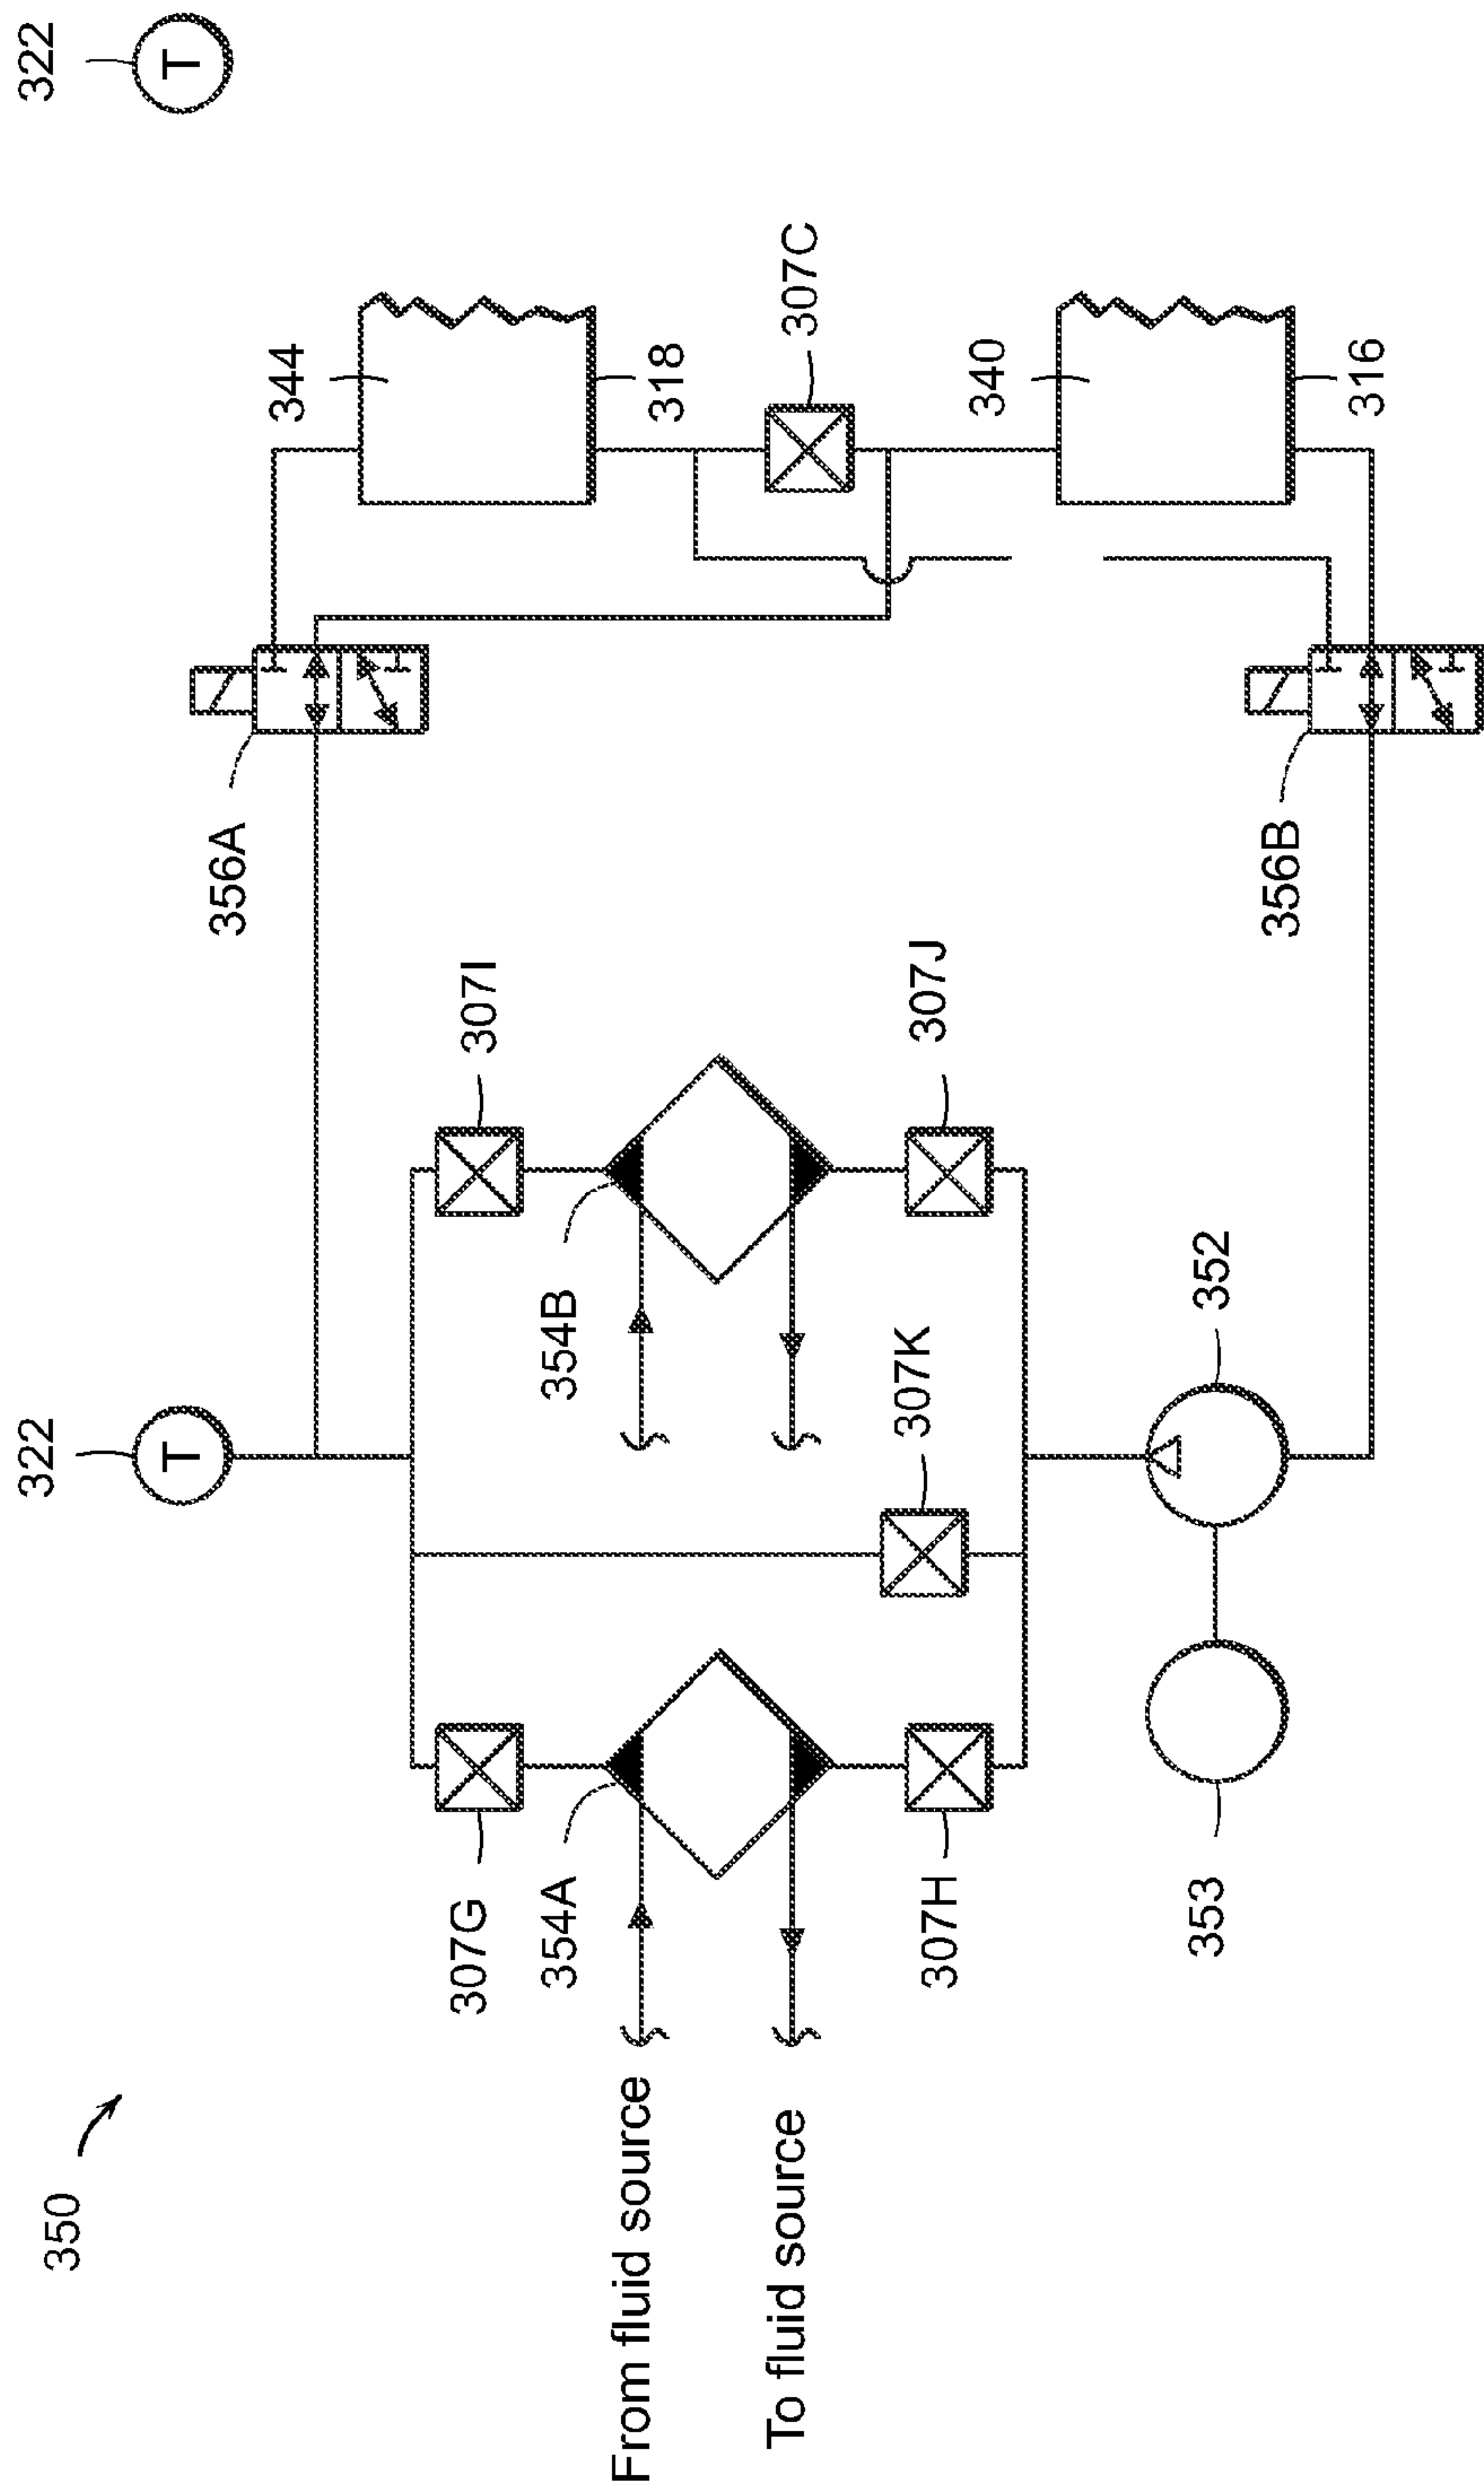 350
322
T
322
T
344
318
307C
340
316
356A
356B
307I
307J
354B
307K
352
307G
354A
307H
353
From fluid source
To fluid source